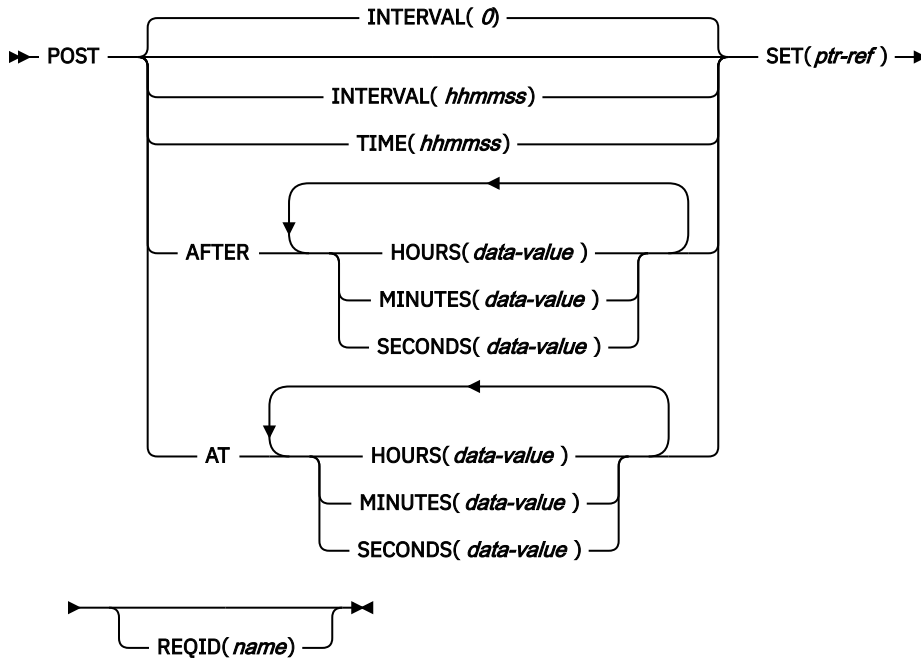 INTERVAL( 0)
POST SET(ptr-ref )
INTERVAL( hhmmss)
TIME( hhmmss)
AFTER HOURS( data-value )
MINUTES( data-value )
SECONDS( data-value )
AT HOURS( data-value )
MINUTES( data-value )
SECONDS( data-value )
REQID( name)